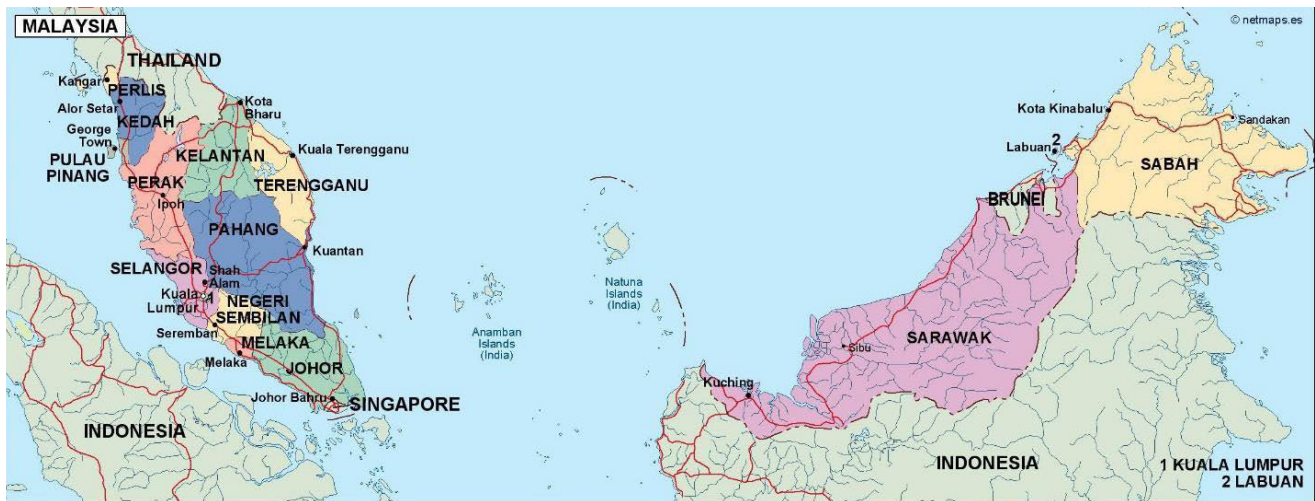 MALAYSIA
© netmaps.es
THAILAND
Kangar
PERLIS
Alor Setar
KEDAH
George
Town
PULAU
PINANG
Kota
Bharu
KELANTAN
Kuala Terengganu
TERENGGANU
PERAK
Ipoh
PAHANG
Kuantan
SELANGOR
Shah
Alam
Kuala
Lumpur
1
NEGERI
SEMBILAN
Seremban
MELAKA
Melaka
JOHOR
Johor Bahru
SINGAPORE
INDONESIA
Anamban
Islands
(India)
Natuna
Islands
(India)
Kota Kinabalu
Sandakan
2
Labuan
SABAH
BRUNEI
SARAWAK
Sibu
Kuching
INDONESIA
1 KUALA LUMPUR
2 LABUAN